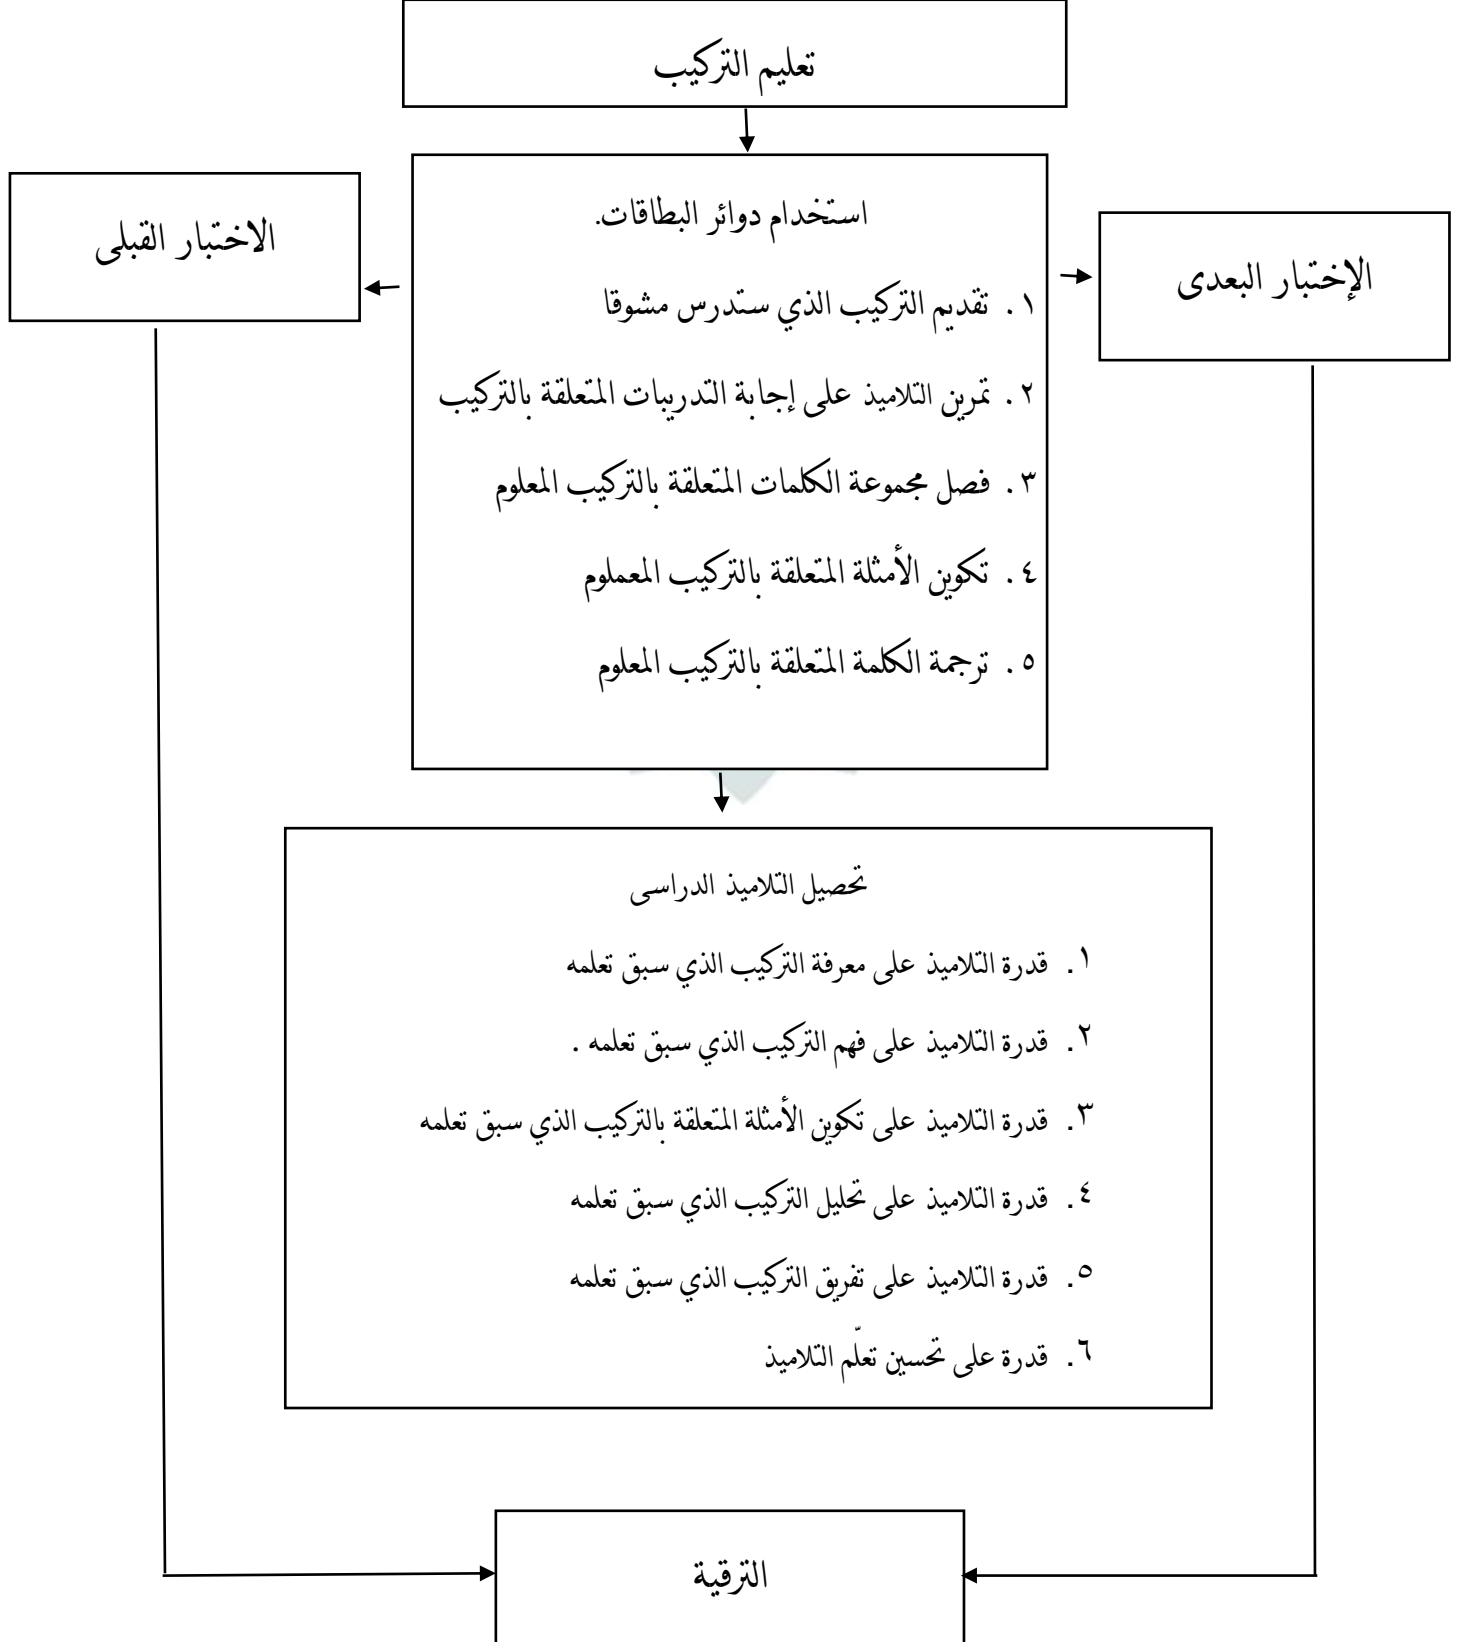 تعليم التركيب
استخدام دوائر البطاقات.
١. تقديم التركيب الذي ستدرس مشوقا
٢. تمرين التلاميذ على إجابة التدريبات المتعلقة بالتركيب
٣. فصل مجموعة الكلمات المتعلقة بالتركيب المعلوم
٤. تكوين الأمثلة المتعلقة بالتركيب المعملوم
٥. ترجمة الكلمة المتعلقة بالتركيب المعلوم
الإختبار البعدى
الاختبار القبلى
تحصيل التلاميذ الدراسى
١. قدرة التلاميذ على معرفة التركيب الذي سبق تعلمه
٢. قدرة التلاميذ على فهم التركيب الذي سبق تعلمه .
٣. قدرة التلاميذ على تكوين الأمثلة المتعلقة بالتركيب الذي سبق تعلمه
٤. قدرة التلاميذ على تحليل التركيب الذي سبق تعلمه
٥. قدرة التلاميذ على تفريق التركيب الذي سبق تعلمه
٦. قدرة على تحسين تعلّم التلاميذ
الترقية